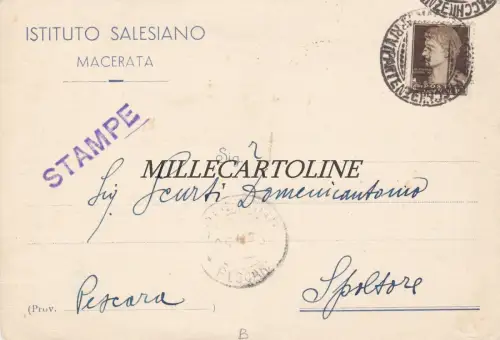 ISTITUTO SALESIANO
MACERATA
STAMPE
MILLECARTOLINE
Sig Scurti Domenicantonio
Spoltore
(Prov. Pescara )
B